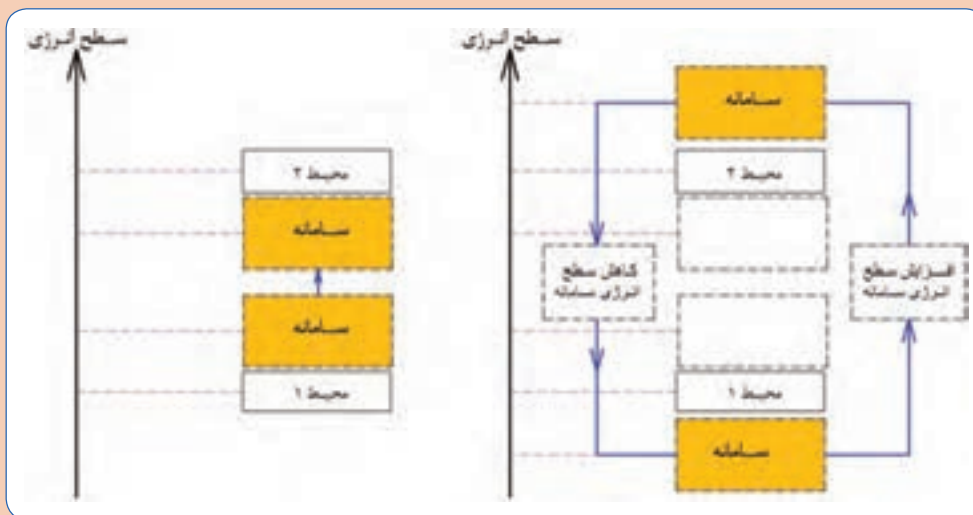 سطح انرژی
سامانه
محیط ۲
کاهش سطح
انرژی سامانه
افزایش سطح
انرژی سامانه
محیط ۱
سامانه
سطح انرژی
محیط ۲
سامانه
سامانه
محیط ۱